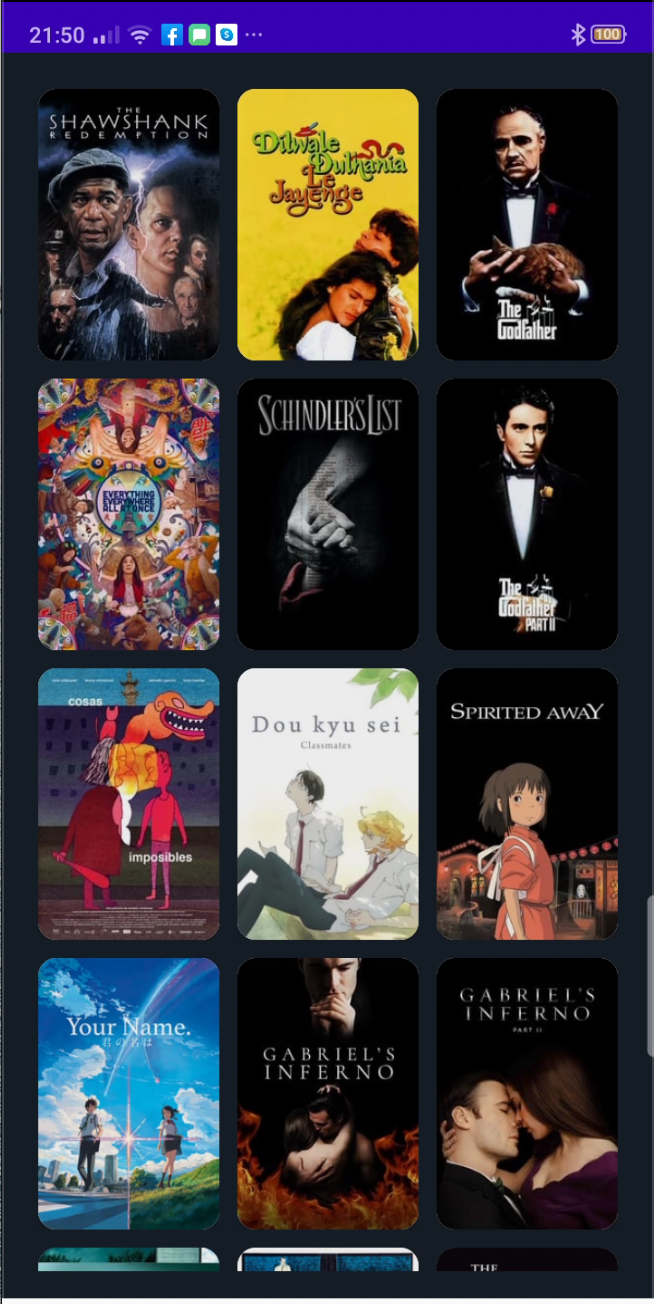 21:50
100
THE
SHAWSHANK
REDEMPTION
Dilwale
Dulhania
Le
Jayenge
The
Godfather
EVERYTHING
EVERYWHERE
ALL AT ONCE
SCHINDLER'S LIST
The
Godfather
PART II
cosas
imposibles
Dou kyu sei
Classmates
SPIRITED AWAY
Your Name.
君の名は
GABRIEL'S
INFERNO
GABRIEL'S
INFERNO
PART II
THE